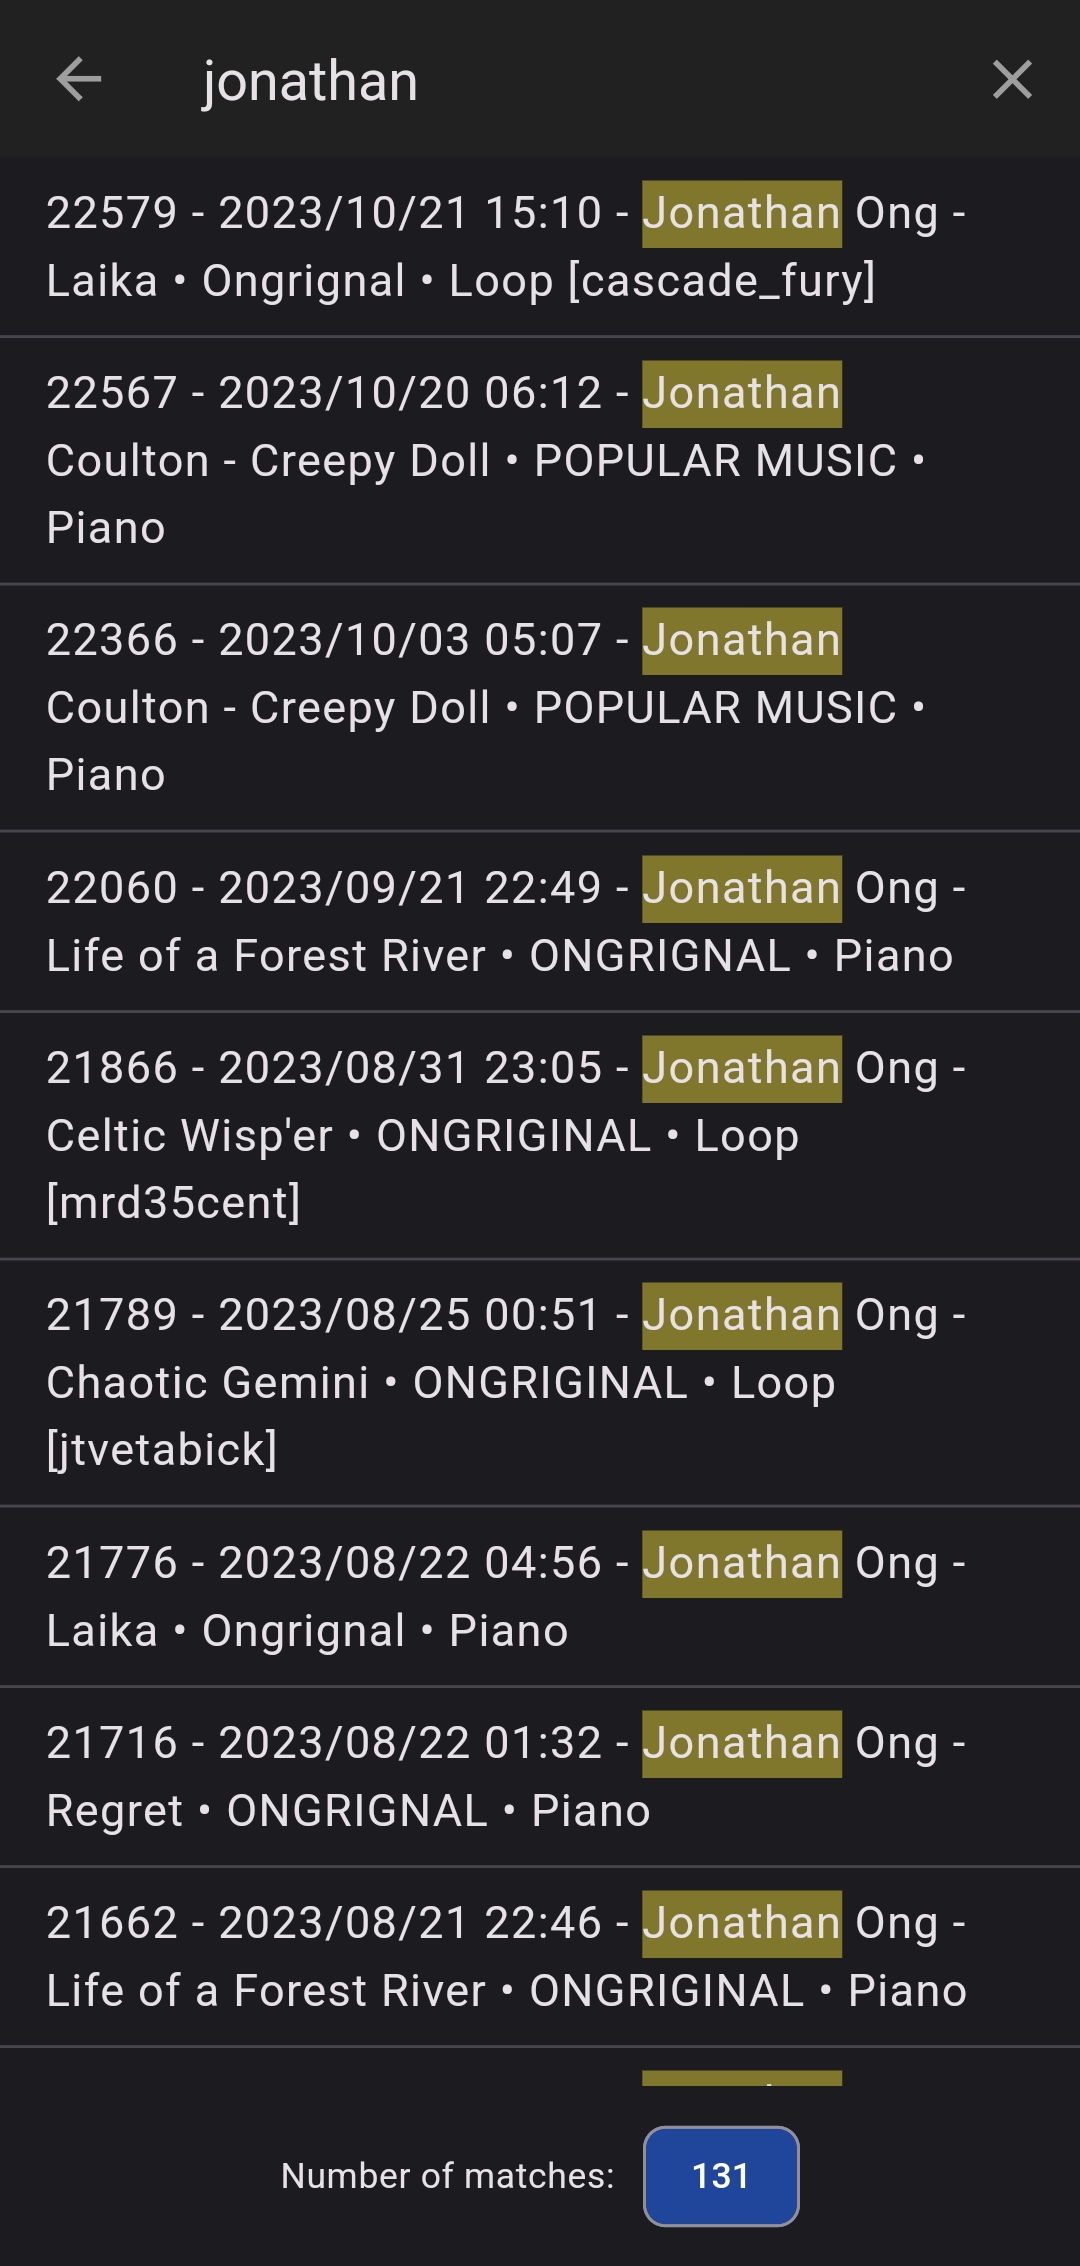 jonathan
22579 - 2023/10/21 15:10 - Jonathan Ong -
Laika • Ongrignal • Loop [cascade_fury]
22567 - 2023/10/20 06:12 - Jonathan
Coulton - Creepy Doll • POPULAR MUSIC •
Piano
22366 - 2023/10/03 05:07 - Jonathan
Coulton - Creepy Doll • POPULAR MUSIC •
Piano
22060 - 2023/09/21 22:49 - Jonathan Ong -
Life of a Forest River • ONGRIGNAL • Piano
21866 - 2023/08/31 23:05 - Jonathan Ong -
Celtic Wisp'er • ONGRIGINAL • Loop
[mrd35cent]
21789 - 2023/08/25 00:51 - Jonathan Ong -
Chaotic Gemini • ONGRIGINAL • Loop
[jtvetabick]
21776 - 2023/08/22 04:56 - Jonathan Ong -
Laika • Ongrignal • Piano
21716 - 2023/08/22 01:32 - Jonathan Ong -
Regret • ONGRIGNAL • Piano
21662 - 2023/08/21 22:46 - Jonathan Ong -
Life of a Forest River • ONGRIGINAL • Piano
Number of matches: 131